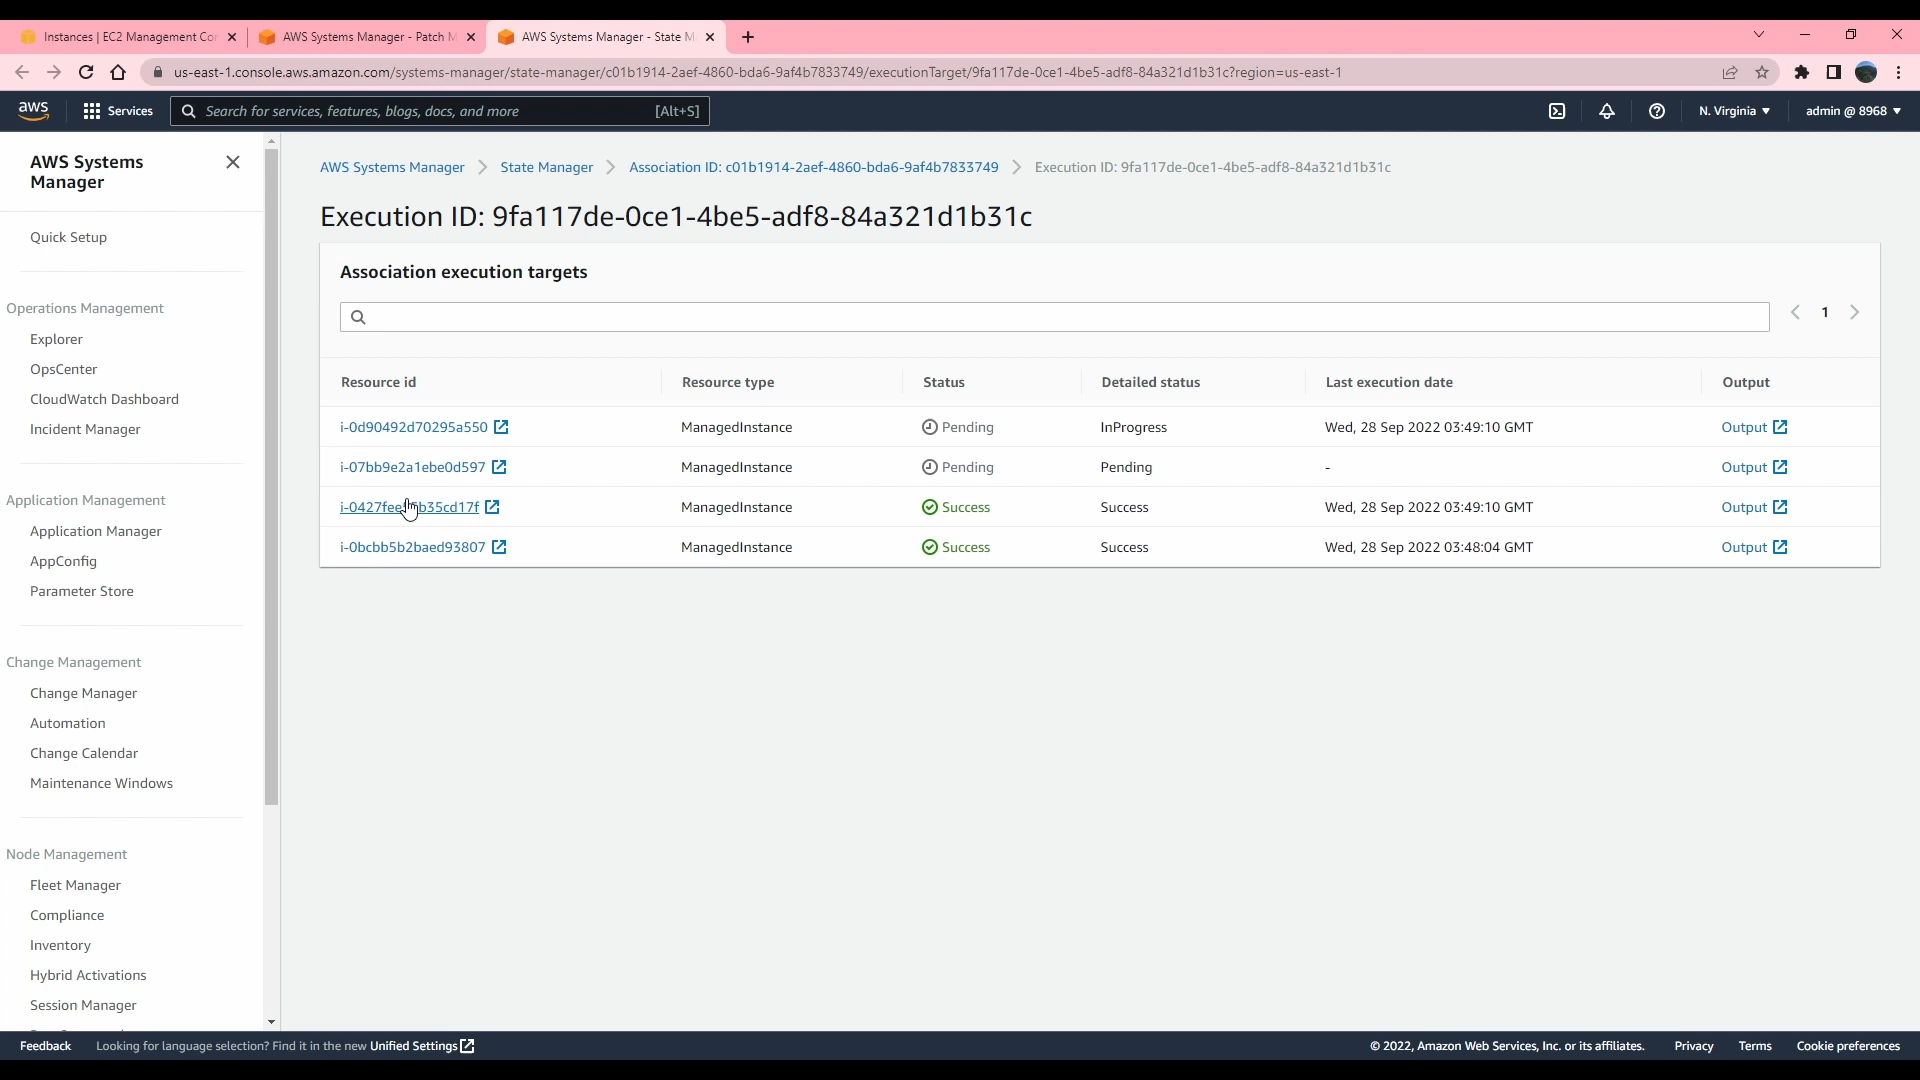 Instances | EC2 Management Co
AWS Systems Manager - Patch M
AWS Systems Manager - State M
us-east-1.console.aws.amazon.com/systems-manager/state-manager/c01b1914-2aef-4860-bda6-9af4b7833749/executionTarget/9fa117de-0ce1-4be5-adf8-84a321d1b31c?region=us-east-1
aws
Services
Search for services, features, blogs, docs, and more
[Alt+S]
N. Virginia
admin @ 8968
AWS Systems
Manager
Quick Setup
Operations Management
Explorer
OpsCenter
CloudWatch Dashboard
Incident Manager
Application Management
Application Manager
AppConfig
Parameter Store
Change Management
Change Manager
Automation
Change Calendar
Maintenance Windows
Node Management
Fleet Manager
Compliance
Inventory
Hybrid Activations
Session Manager
AWS Systems Manager
State Manager
Association ID: c01b1914-2aef-4860-bda6-9af4b7833749
Execution ID: 9fa117de-0ce1-4be5-adf8-84a321d1b31c
Execution ID: 9fa117de-0ce1-4be5-adf8-84a321d1b31c
Association execution targets
1
Resource id Resource type Status Detailed status Last execution date Output
i-0d90492d70295a550 ManagedInstance Pending InProgress Wed, 28 Sep 2022 03:49:10 GMT Output
i-07bb9e2a1ebe0d597 ManagedInstance Pending Pending - Output
ManagedInstance Success Success Wed, 28 Sep 2022 03:49:10 GMT Output
i-0bcbb5b2baed93807 ManagedInstance Success Success Wed, 28 Sep 2022 03:48:04 GMT Output
Feedback
Looking for language selection? Find it in the new Unified Settings
© 2022, Amazon Web Services, Inc. or its affiliates.
Privacy
Terms
Cookie preferences